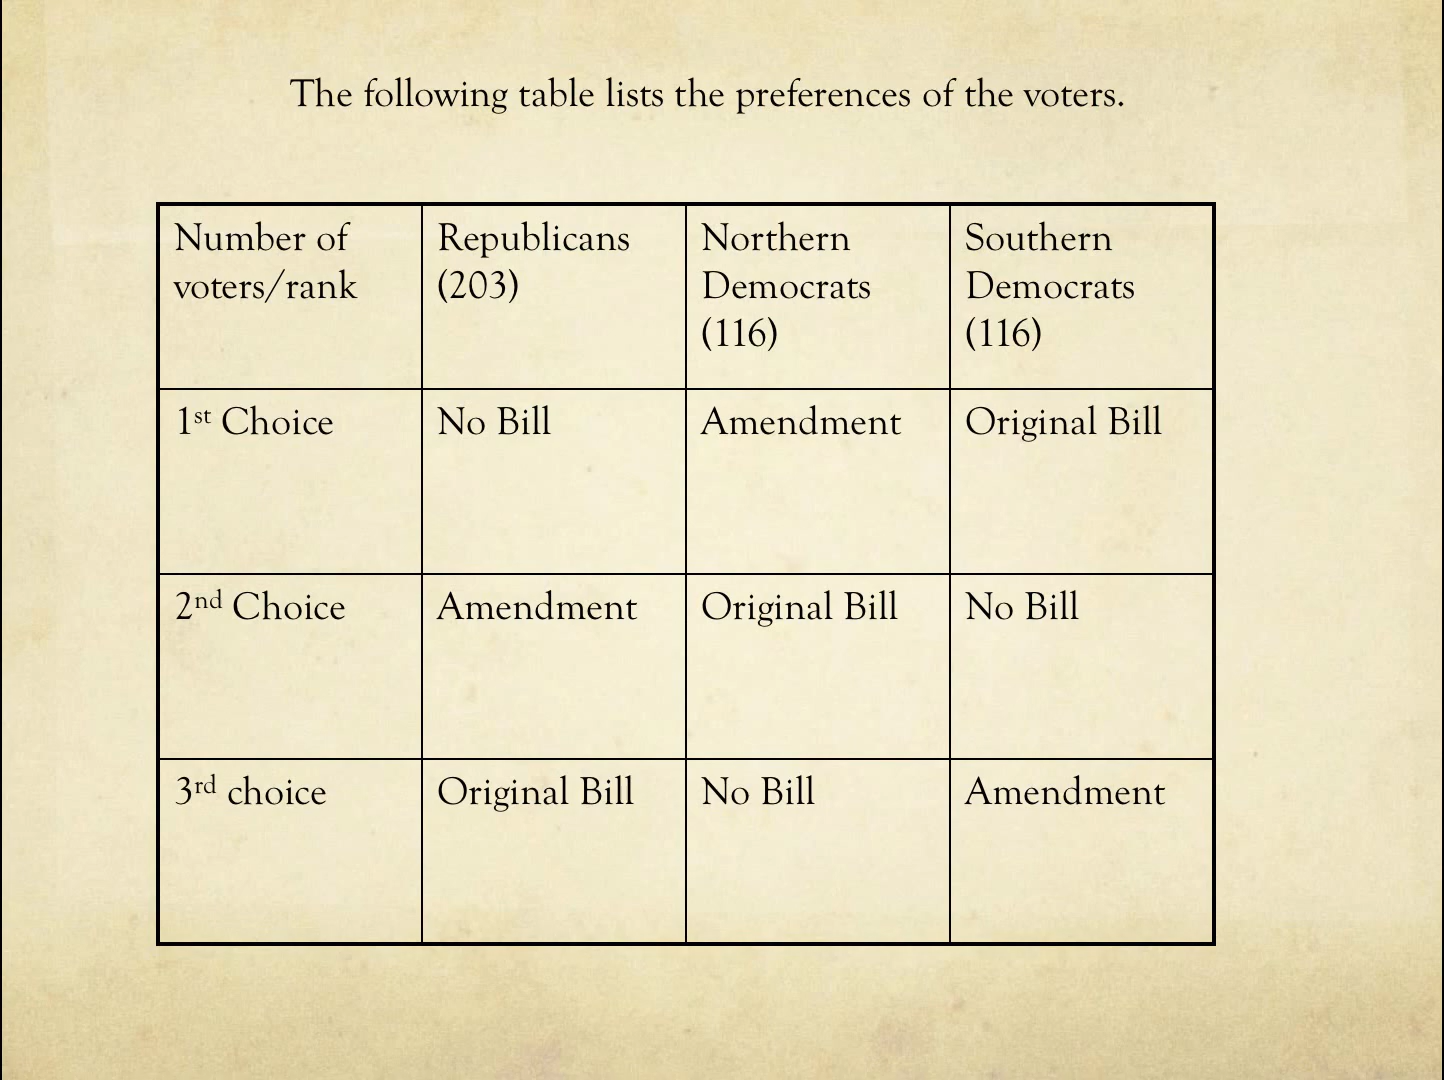 The following table lists the preferences of the voters.
Number of voters/rank
Republicans (203)
Northern Democrats (116)
Southern Democrats (116)
1st Choice
No Bill
Amendment
Original Bill
2nd Choice
Amendment
Original Bill
No Bill
3rd choice
Original Bill
No Bill
Amendment